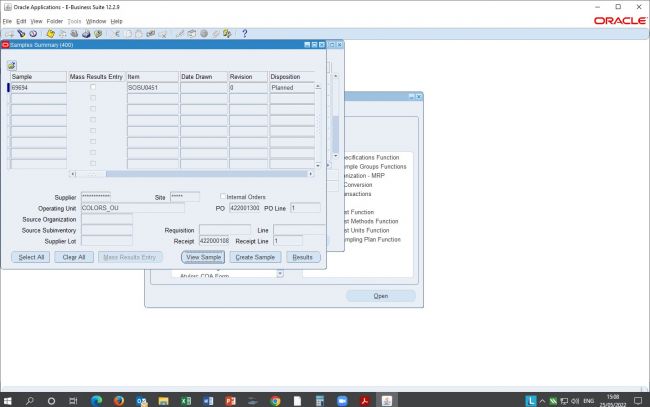 Oracle Applications - E-Business Suite 12.2.9
File Edit View Folder Tools Window Help
ORACLE
Samples Summary (400)
Sample Mass Results Entry Item Date Drawn Revision Disposition
69694 SOSU0451 0 Planned
Supplier ************ Site *****
Internal Orders
Operating Unit COLORS_OU PO 422001300 PO Line 1
Source Organization
Source Subinventory Requisition Line
Supplier Lot Receipt 422000108 Receipt Line 1
Select All Clear All Mass Results Entry View Sample Create Sample Results
ecifications Function
ample Groups Function
ganization - MRP
Conversion
nsactions
st Function
st Methods Function
st Units Function
mpling Plan Function
COA Form
Open
ENG
15:08
25/05/2022